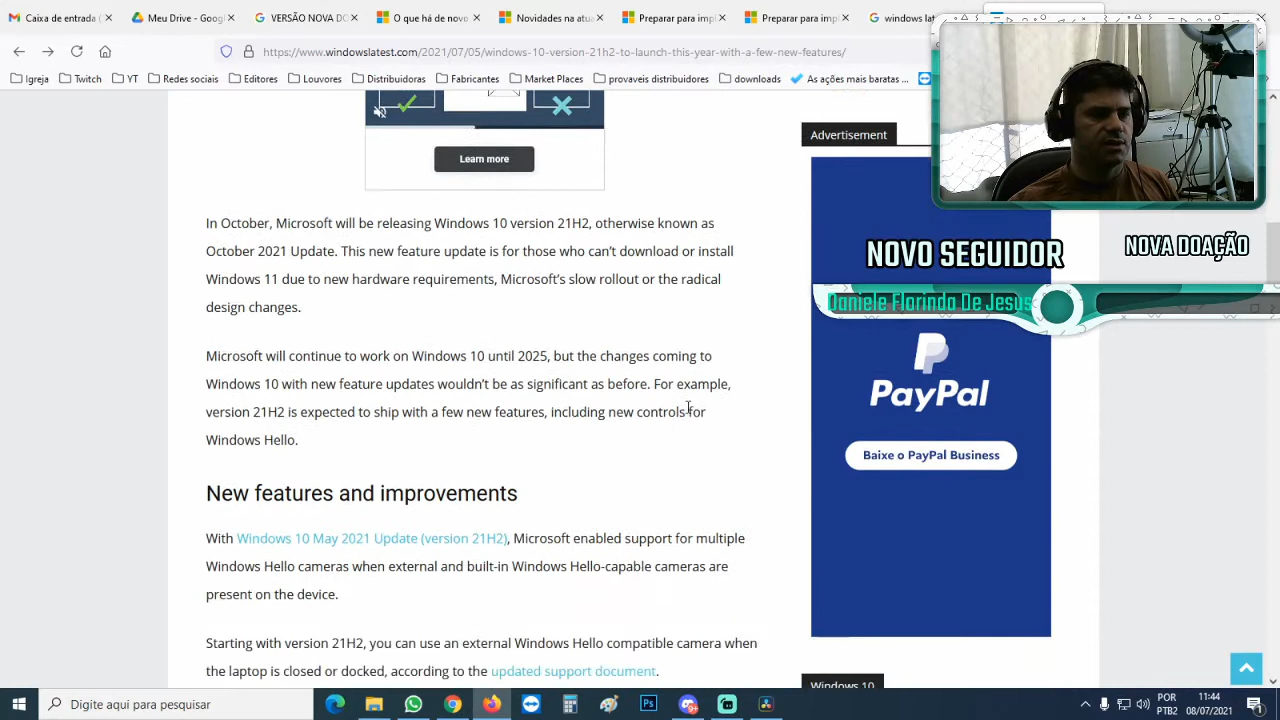 Caixa de entrada (
Meu Drive - Googl
VERSÃO NOVA DO
O que há de novo
Novidades na atua
Preparar para impl
Preparar para impl
windows lat
https://www.windowslatest.com/2021/07/05/windows-10-version-21h2-to-launch-this-year-with-a-few-new-features/
Igreja
Twitch
YT
Redes sociais
Editores
Louvores
Distribuidoras
Fabricantes
Market Places
provaveis distribuidores
downloads
As ações mais baratas ...
Learn more
Advertisement
In October, Microsoft will be releasing Windows 10 version 21H2, otherwise known as
October 2021 Update. This new feature update is for those who can't download or install
Windows 11 due to new hardware requirements, Microsoft's slow rollout or the radical
design changes.
NOVO SEGUIDOR
NOVA DOAÇÃO
Daniele Florindo De Jesus
Microsoft will continue to work on Windows 10 until 2025, but the changes coming to
Windows 10 with new feature updates wouldn't be as significant as before. For example,
version 21H2 is expected to ship with a few new features, including new controls for
Windows Hello.
PayPal
Baixe o PayPal Business
New features and improvements
With Windows 10 May 2021 Update (version 21H2), Microsoft enabled support for multiple
Windows Hello cameras when external and built-in Windows Hello-capable cameras are
present on the device.
Starting with version 21H2, you can use an external Windows Hello compatible camera when
the laptop is closed or docked, according to the updated support document.
Windows 10
Digite aqui para pesquisar
Ps
POR
PTB2
11:44
08/07/2021
1